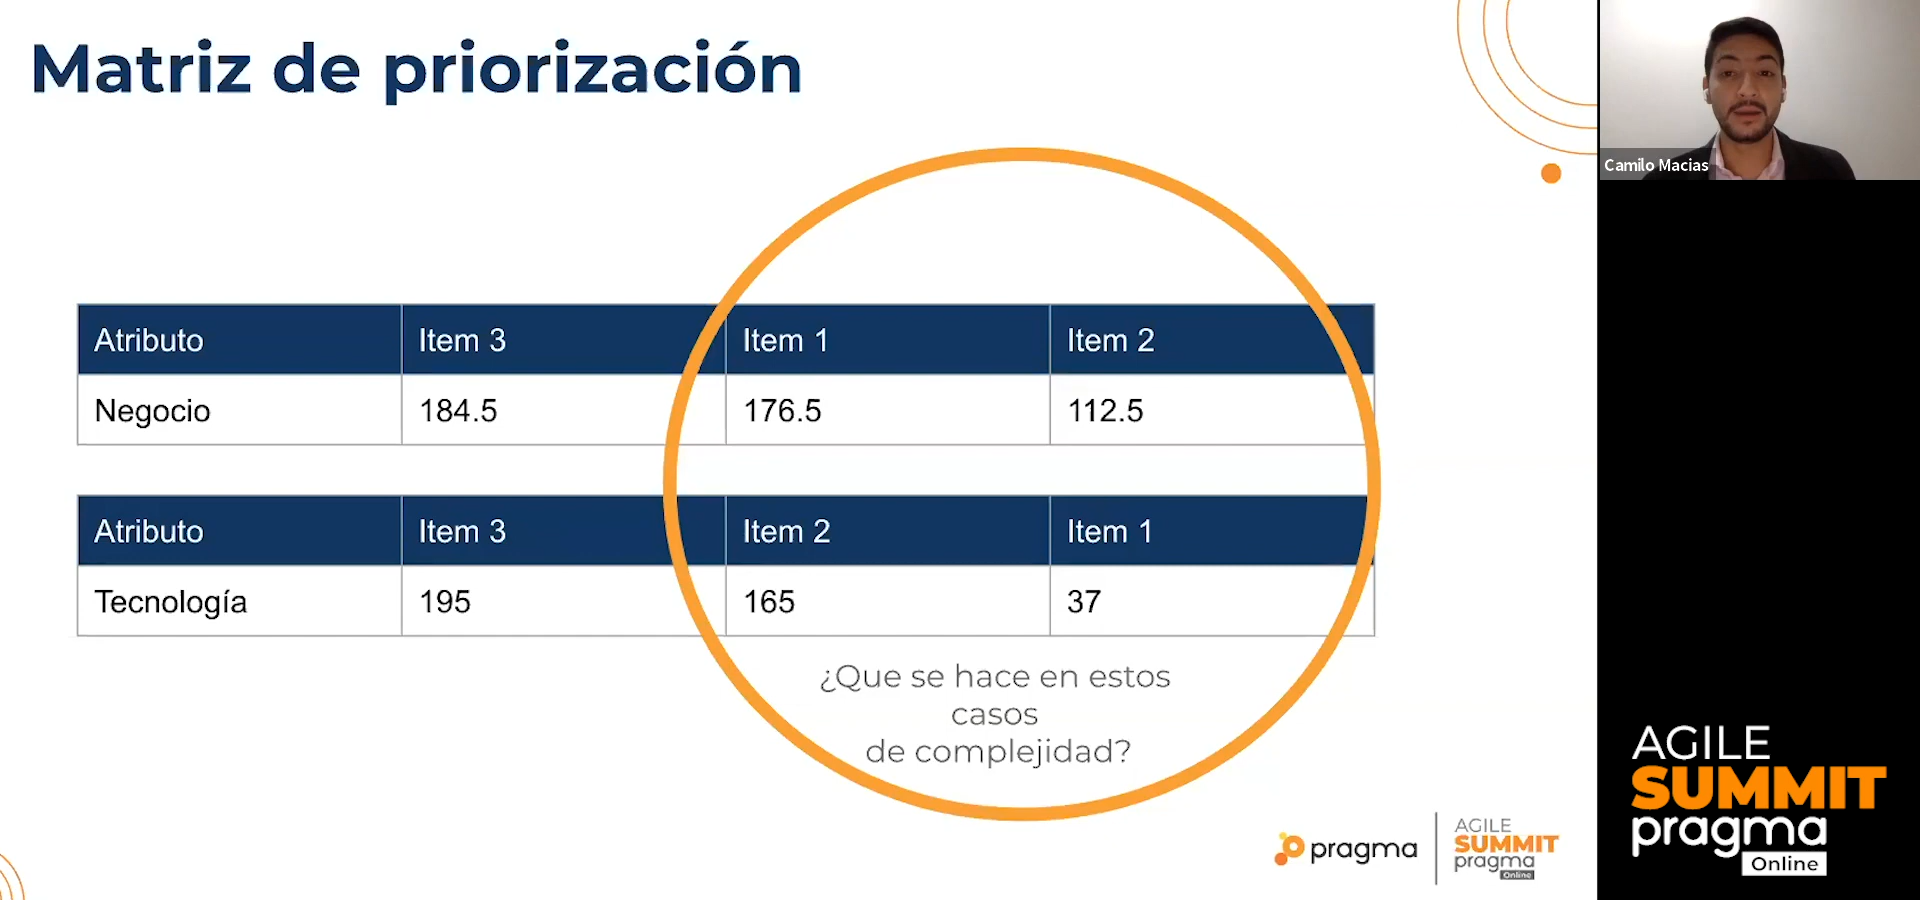 Matriz de priorización
Camilo Macias
Atributo Item 3 Item 1 Item 2
Negocio 184.5 176.5 112.5
Atributo Item 3 Item 2 Item 1
Tecnología 195 165 37
¿Que se hace en estos
casos
de complejidad?
pragma
AGILE
SUMMIT
pragma
Online
AGILE
SUMMIT
pragma
Online